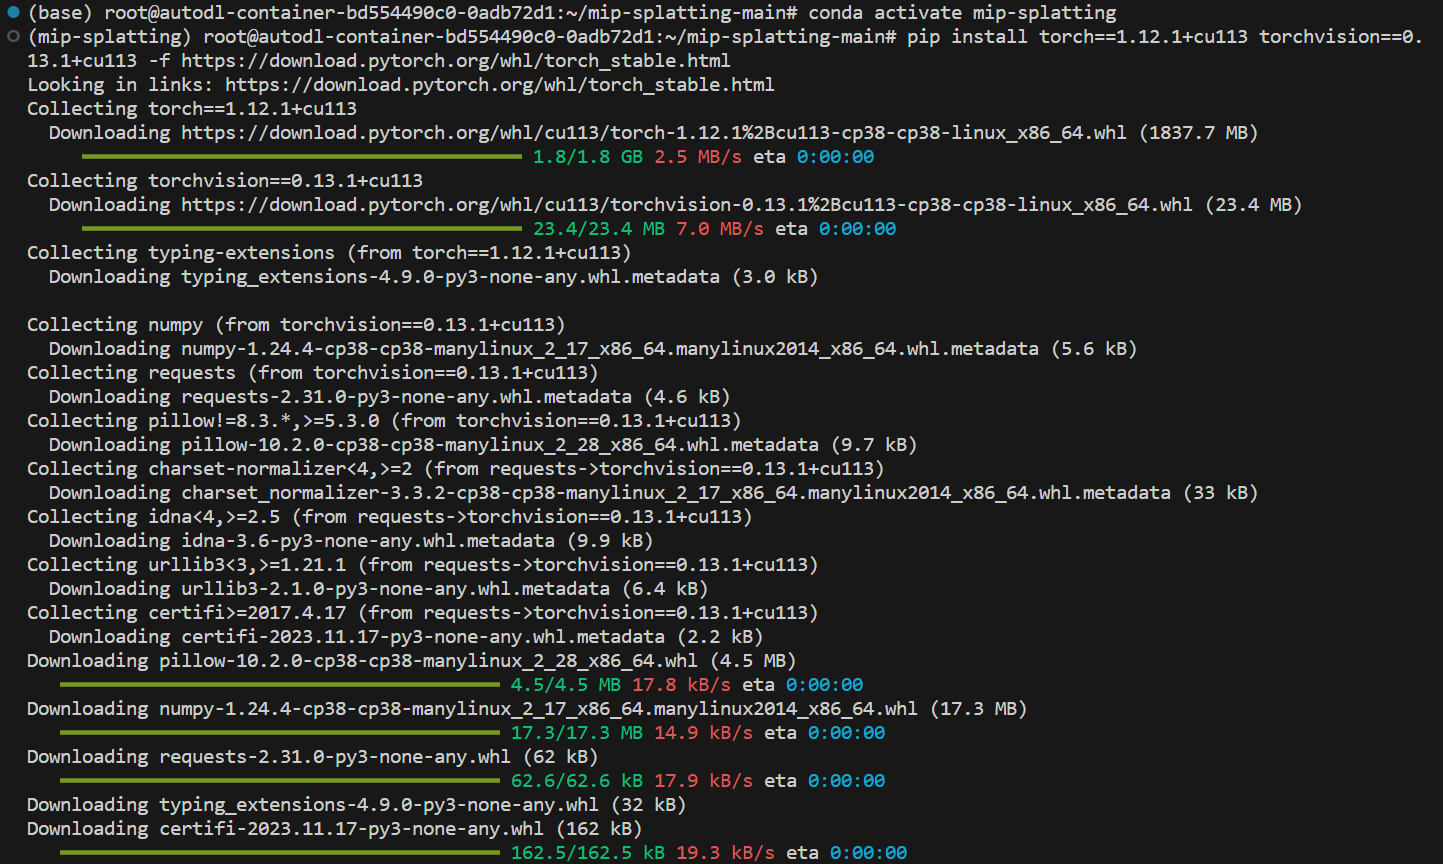 (base) root@autodl-container-bd554490c0-0adb72d1:~/mip-splatting-main# conda activate mip-splatting
(mip-splatting) root@autodl-container-bd554490c0-0adb72d1:~/mip-splatting-main# pip install torch==1.12.1+cu113 torchvision==0.
13.1+cu113 -f https://download.pytorch.org/whl/torch_stable.html
Looking in links: https://download.pytorch.org/whl/torch_stable.html
Collecting torch==1.12.1+cu113
Downloading https://download.pytorch.org/whl/cu113/torch-1.12.1%2Bcu113-cp38-cp38-linux_x86_64.whl (1837.7 MB)
1.8/1.8 GB 2.5 MB/s eta 0:00:00
Collecting torchvision==0.13.1+cu113
Downloading https://download.pytorch.org/whl/cu113/torchvision-0.13.1%2Bcu113-cp38-cp38-linux_x86_64.whl (23.4 MB)
23.4/23.4 MB 7.0 MB/s eta 0:00:00
Collecting typing-extensions (from torch==1.12.1+cu113)
Downloading typing_extensions-4.9.0-py3-none-any.whl.metadata (3.0 kB)
Collecting numpy (from torchvision==0.13.1+cu113)
Downloading numpy-1.24.4-cp38-cp38-manylinux_2_17_x86_64.manylinux2014_x86_64.whl.metadata (5.6 kB)
Collecting requests (from torchvision==0.13.1+cu113)
Downloading requests-2.31.0-py3-none-any.whl.metadata (4.6 kB)
Collecting pillow!=8.3.*,>=5.3.0 (from torchvision==0.13.1+cu113)
Downloading pillow-10.2.0-cp38-cp38-manylinux_2_28_x86_64.whl.metadata (9.7 kB)
Collecting charset-normalizer<4,>=2 (from requests->torchvision==0.13.1+cu113)
Downloading charset_normalizer-3.3.2-cp38-cp38-manylinux_2_17_x86_64.manylinux2014_x86_64.whl.metadata (33 kB)
Collecting idna<4,>=2.5 (from requests->torchvision==0.13.1+cu113)
Downloading idna-3.6-py3-none-any.whl.metadata (9.9 kB)
Collecting urllib3<3,>=1.21.1 (from requests->torchvision==0.13.1+cu113)
Downloading urllib3-2.1.0-py3-none-any.whl.metadata (6.4 kB)
Collecting certifi>=2017.4.17 (from requests->torchvision==0.13.1+cu113)
Downloading certifi-2023.11.17-py3-none-any.whl.metadata (2.2 kB)
Downloading pillow-10.2.0-cp38-cp38-manylinux_2_28_x86_64.whl (4.5 MB)
4.5/4.5 MB 17.8 kB/s eta 0:00:00
Downloading numpy-1.24.4-cp38-cp38-manylinux_2_17_x86_64.manylinux2014_x86_64.whl (17.3 MB)
17.3/17.3 MB 14.9 kB/s eta 0:00:00
Downloading requests-2.31.0-py3-none-any.whl (62 kB)
62.6/62.6 kB 17.9 kB/s eta 0:00:00
Downloading typing_extensions-4.9.0-py3-none-any.whl (32 kB)
Downloading certifi-2023.11.17-py3-none-any.whl (162 kB)
162.5/162.5 kB 19.3 kB/s eta 0:00:00